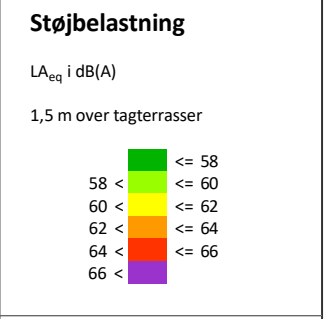 Støjbelastning
LAeq i dB(A)
1,5 m over tagterrasser
<= 58
58 < <= 60
60 < <= 62
62 < <= 64
64 < <= 66
66 <